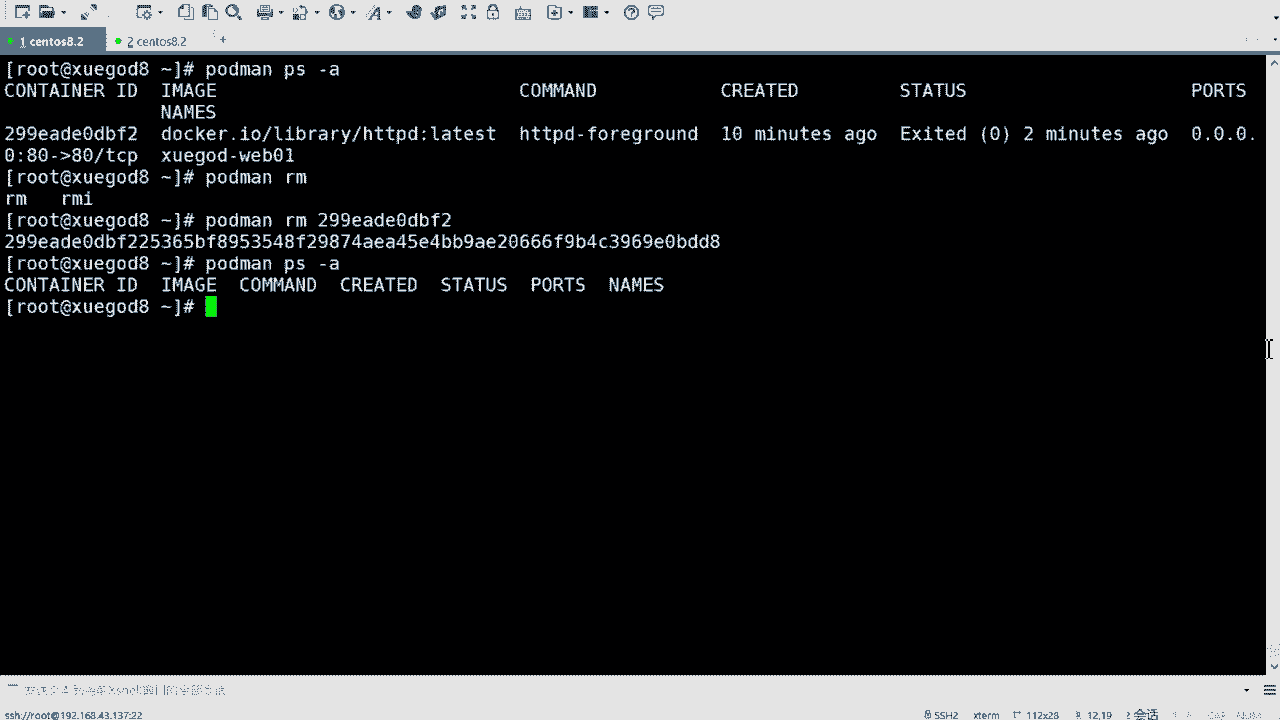 1 centos8.2
2 centos8.2
[root@xuegod8 ~]# podman ps -a
CONTAINER ID  IMAGE                           COMMAND           CREATED         STATUS                    PORTS
              NAMES
299eade0dbf2  docker.io/library/httpd:latest  httpd-foreground  10 minutes ago  Exited (0) 2 minutes ago  0.0.0.
0:80->80/tcp  xuegod-web01
[root@xuegod8 ~]# podman rm
rm   rmi
[root@xuegod8 ~]# podman rm 299eade0dbf2
299eade0dbf225365bf8953548f29874aea45e4bb9ae20666f9b4c3969e0bdd8
[root@xuegod8 ~]# podman ps -a
CONTAINER ID  IMAGE  COMMAND  CREATED  STATUS  PORTS  NAMES
[root@xuegod8 ~]#
ssh://root@192.168.43.137:22
SSH2
xterm
112x28
12,19
会话